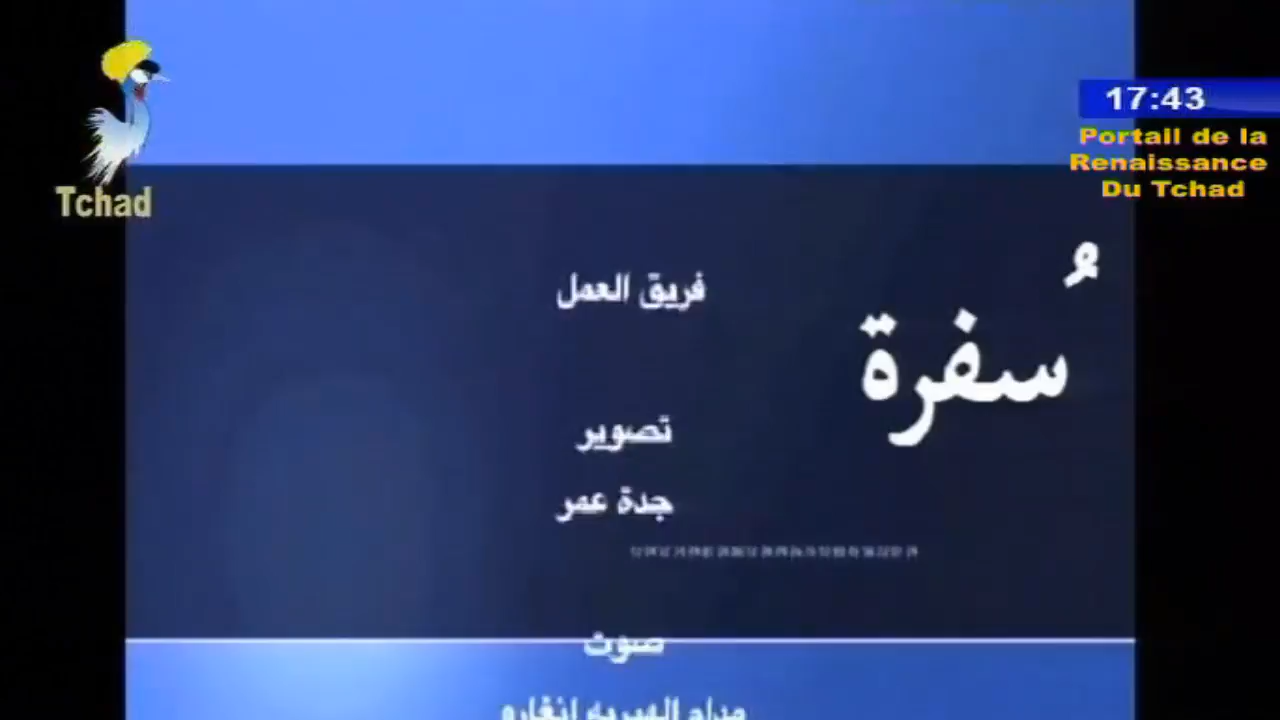 17:43
Portail de la
Renaissance
Du Tchad
Tchad
سُفرة
فريق العمل
تصوير
جدة عمر
صوت